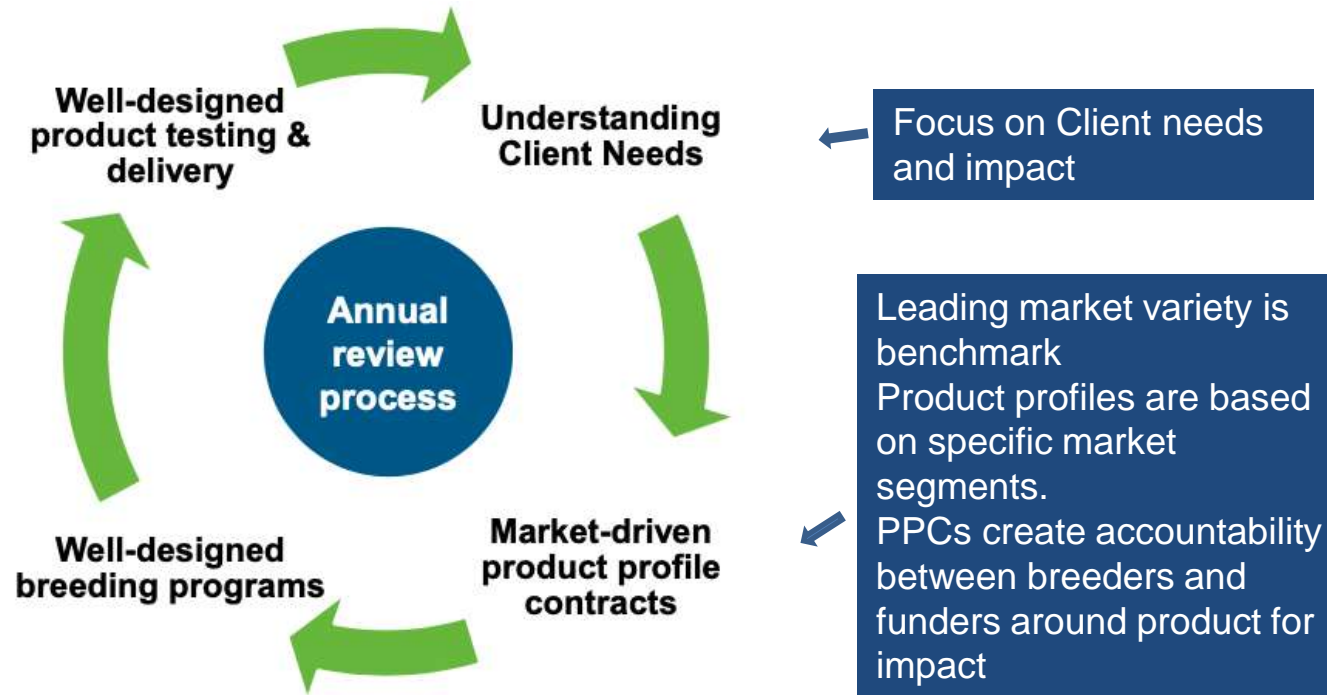 Well-designed
product testing &
delivery
Understanding
Client Needs
Focus on Client needs
and impact
Annual
review
process
Leading market variety is
benchmark
Product profiles are based
on specific market
segments.
PPCs create accountability
between breeders and
funders around product for
impact
Well-designed
breeding programs
Market-driven
product profile
contracts